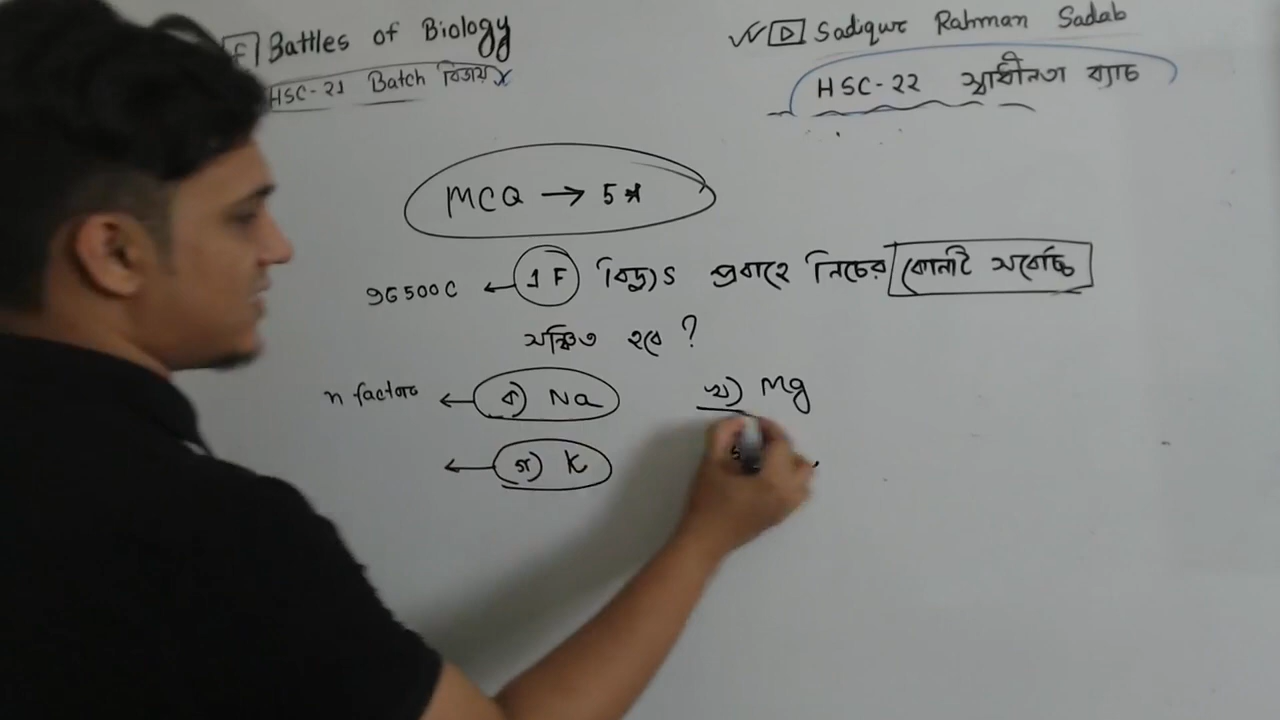 Battles of Biology
HSC-21 Batch বিজয়
Sadiqur Rahman Sadab
HSC-22 স্বাধীনতা ব্যাচ
MCQ → 5★
96500C ← 1F বিদ্যুৎ প্রবাহে নিচের কোনটি সর্বোচ্চ
সঞ্চিত হবে ?
n factor ← ক) Na খ) Mg
← গ) K